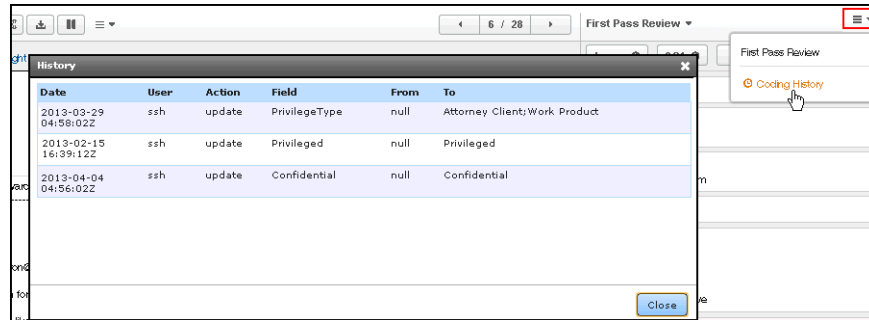 6 / 28
First Pass Review
First Pass Review
Coding History
History
Date User Action Field From To
2013-03-29 04:58:02Z ssh update PrivilegeType null Attorney Client;Work Product
2013-02-15 16:39:12Z ssh update Privileged null Privileged
2013-04-04 04:56:02Z ssh update Confidential null Confidential
Close